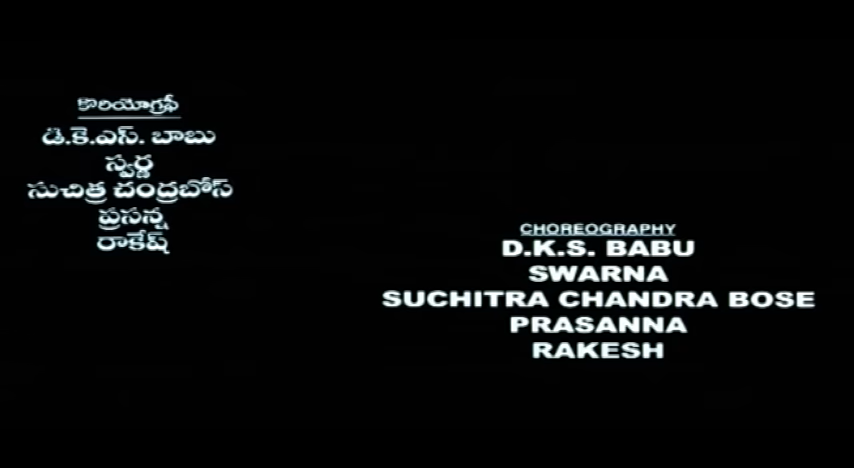 కొరియోగ్రఫీ
డి.కె.ఎస్. బాబు
స్వర్ణ
సుచిత్ర చంద్రబోస్
ప్రసన్న
రాకేష్
CHOREOGRAPHY
D.K.S. BABU
SWARNA
SUCHITRA CHANDRA BOSE
PRASANNA
RAKESH